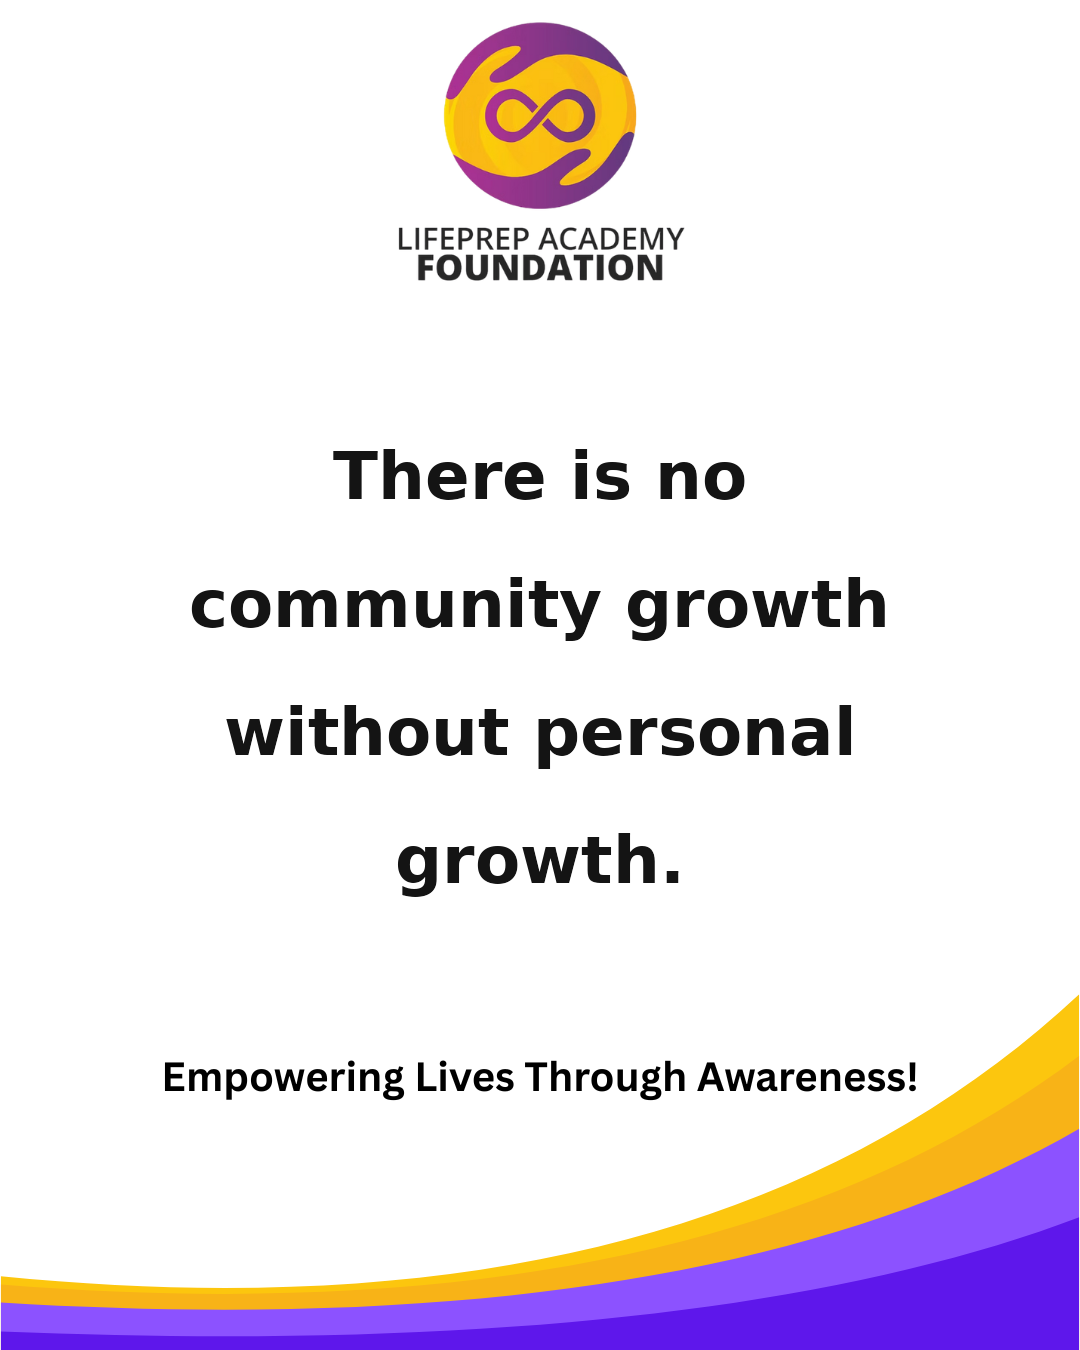 LIFEPREP ACADEMY
FOUNDATION
There is no
community growth
without personal
growth.
Empowering Lives Through Awareness!